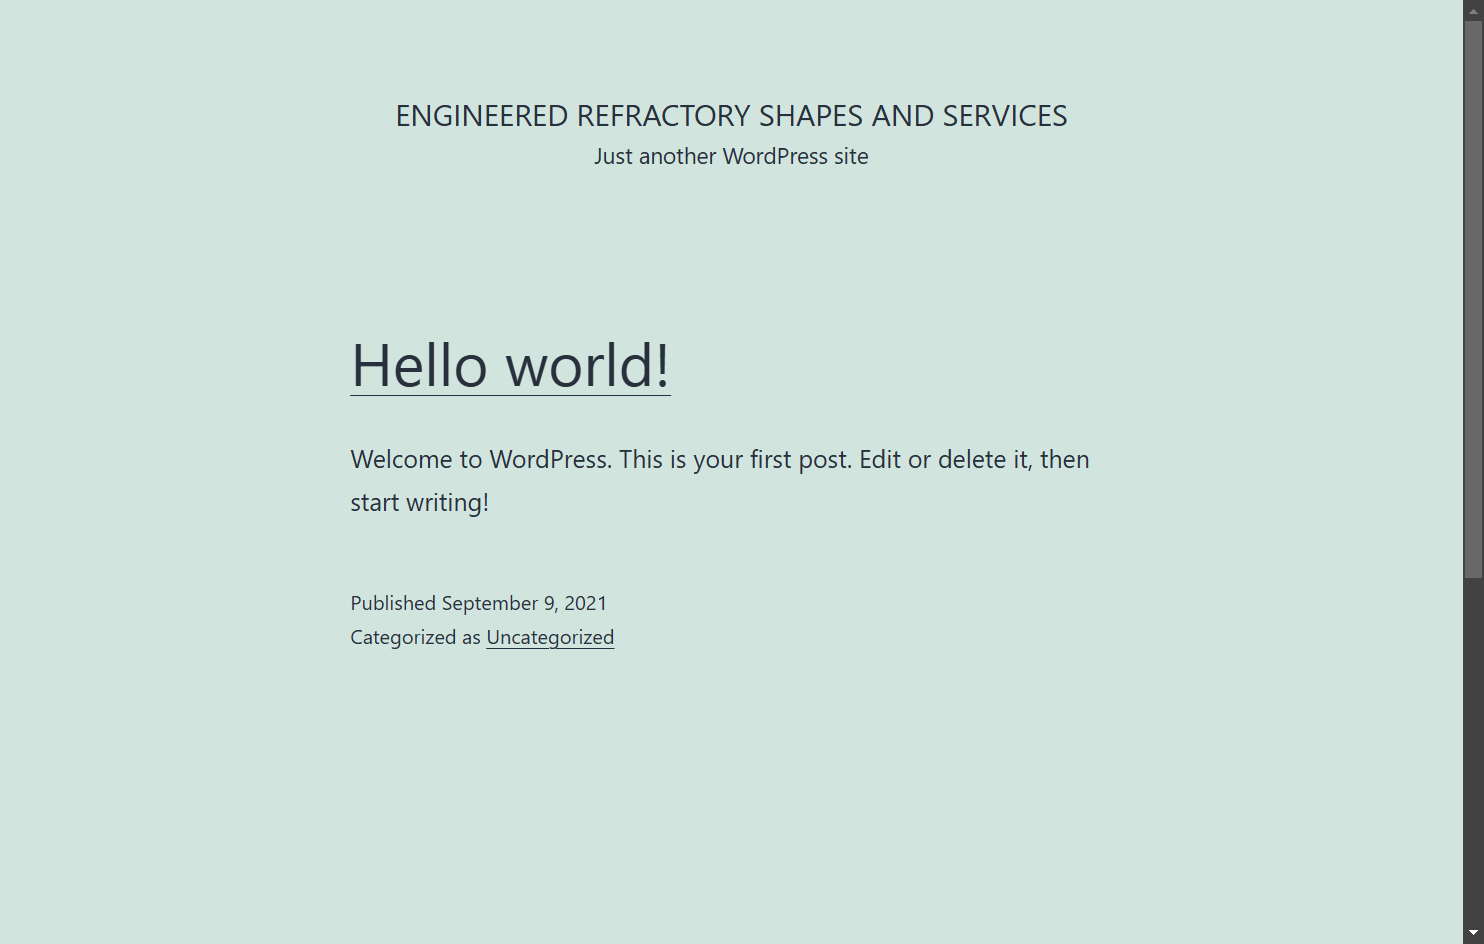 ENGINEERED REFRACTORY SHAPES AND SERVICES
Just another WordPress site
Hello world!
Welcome to WordPress. This is your first post. Edit or delete it, then
start writing!
Published September 9, 2021
Categorized as Uncategorized